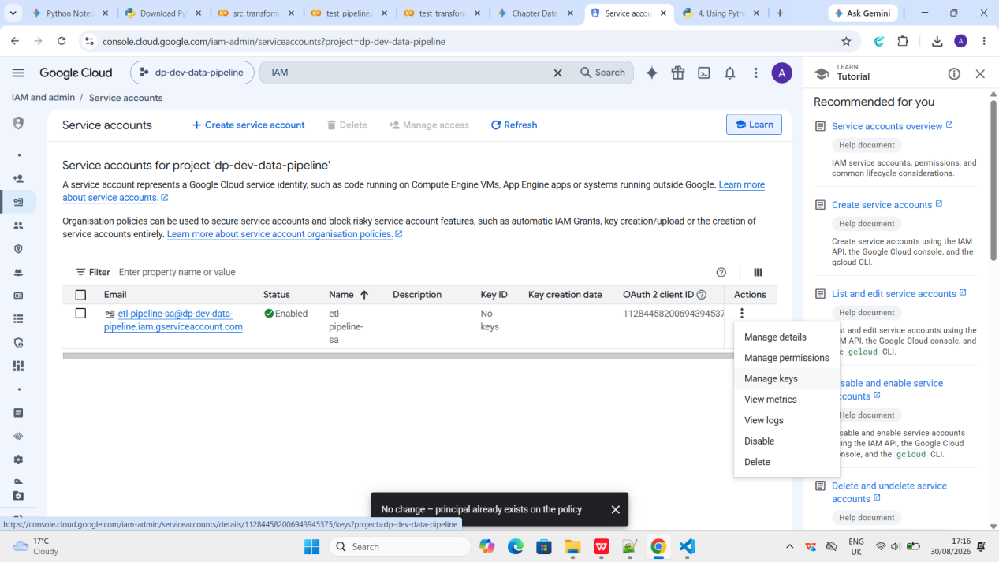 Python Noteb
Download Py
src_transform
test_pipeline.
test_transform
Chapter Data
Service accou
4. Using Pyth
Ask Gemini
console.cloud.google.com/iam-admin/serviceaccounts?project=dp-dev-data-pipeline
A
Google Cloud
dp-dev-data-pipeline
IAM
Search
A
LEARN
Tutorial
IAM and admin / Service accounts
Service accounts
Create service account
Delete
Manage access
Refresh
Learn
Recommended for you
Service accounts for project 'dp-dev-data-pipeline'
A service account represents a Google Cloud service identity, such as code running on Compute Engine VMs, App Engine apps or systems running outside Google. Learn more
about service accounts.
Organisation policies can be used to secure service accounts and block risky service account features, such as automatic IAM Grants, key creation/upload or the creation of
service accounts entirely. Learn more about service account organisation policies.
Filter Enter property name or value
Email Status Name Description Key ID Key creation date OAuth 2 client ID Actions
etl-pipeline-sa@dp-dev-data-
pipeline.iam.gserviceaccount.com
Enabled
etl-
pipeline-
sa
No
keys
11284458200694394537
Manage details
Manage permissions
Manage keys
View metrics
View logs
Disable
Delete
Service accounts overview
Help document
IAM service accounts, permissions, and
common lifecycle considerations.
Create service accounts
Help document
Create service accounts using the IAM
API, the Google Cloud console, and the
gcloud CLI.
List and edit service accounts
Help document
st and edit service accounts using the
M API, the Google Cloud console, and
e gcloud CLI.
sable and enable service
ccounts
Help document
sable and enable service accounts
ing the IAM API, the Google Cloud
nsole, and the gcloud CLI.
Delete and undelete service
accounts
Help document
No change – principal already exists on the policy
https://console.cloud.google.com/iam-admin/serviceaccounts/details/112844582006943945375/keys?project=dp-dev-data-pipeline
17°C
Cloudy
Search
ENG
UK
17:16
30/08/2026